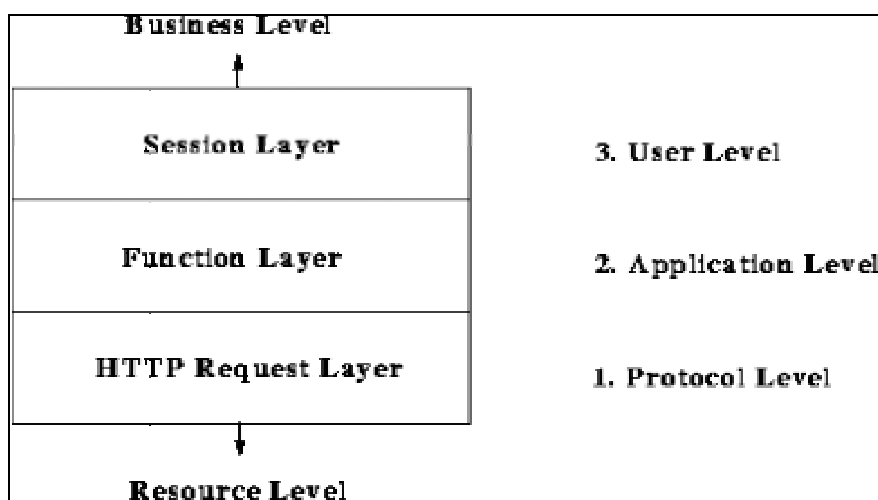 Business Level
Session Layer
3. User Level
Function Layer
2. Application Level
HTTP Request Layer
1. Protocol Level
Resource Level